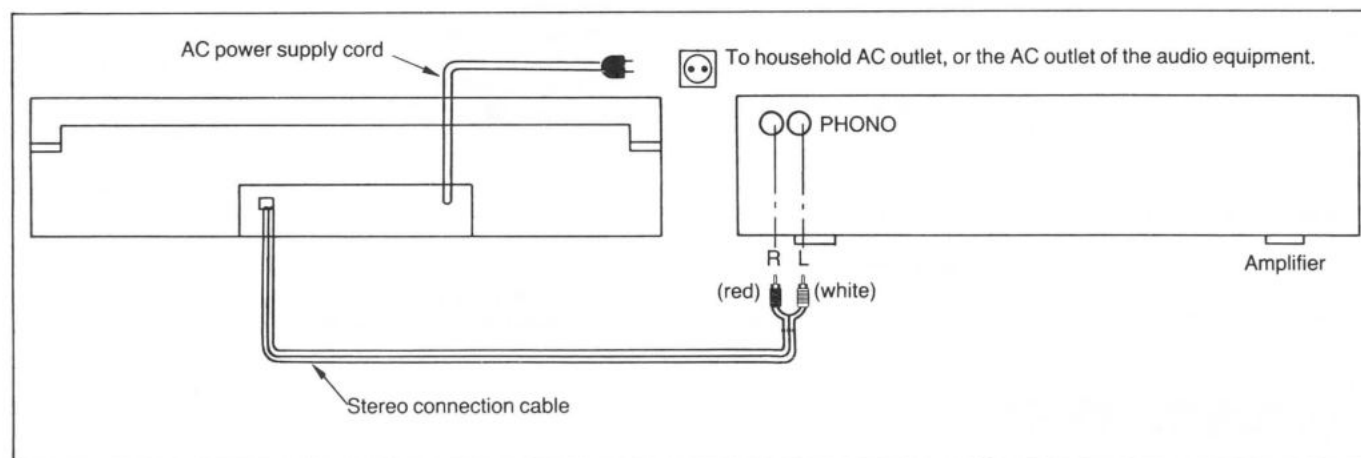 AC power supply cord
To household AC outlet, or the AC outlet of the audio equipment.
PHONO
R L
(red) (white)
Amplifier
Stereo connection cable